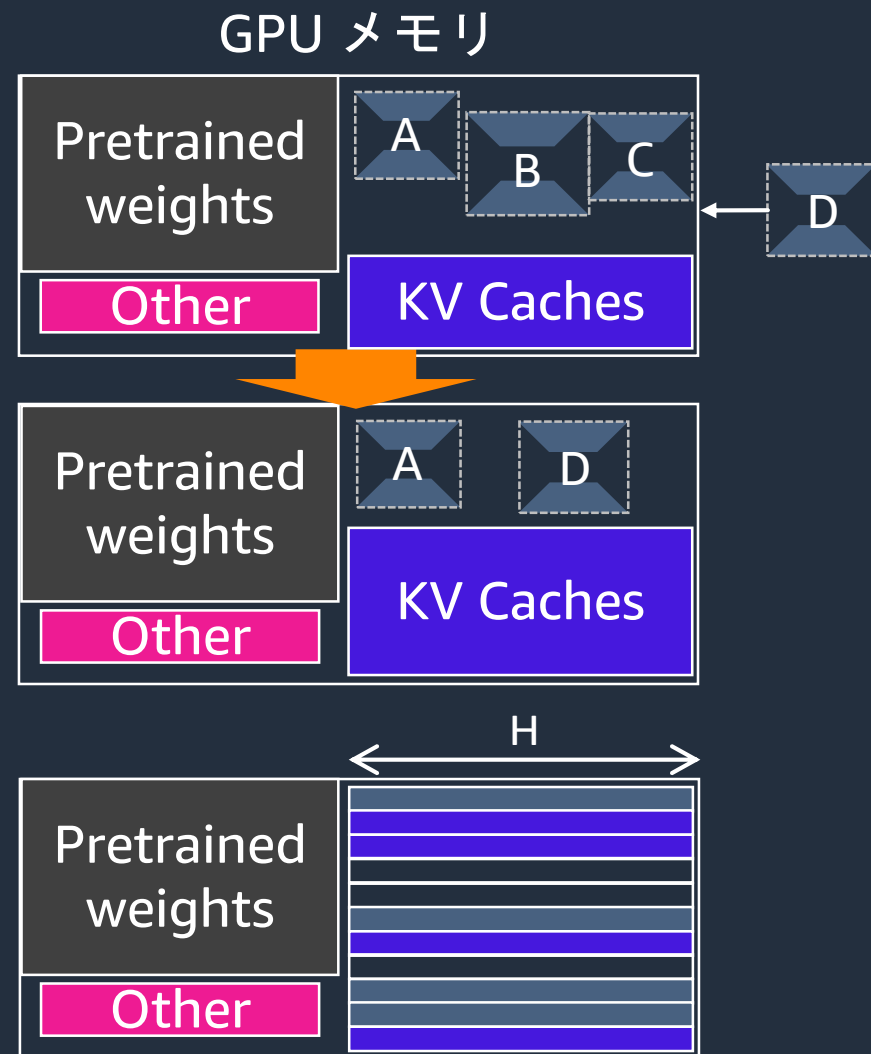 GPU メモリ
Pretrained
weights
A
B
C
D
Other
KV Caches
Pretrained
weights
A
D
Other
KV Caches
H
Pretrained
weights
Other